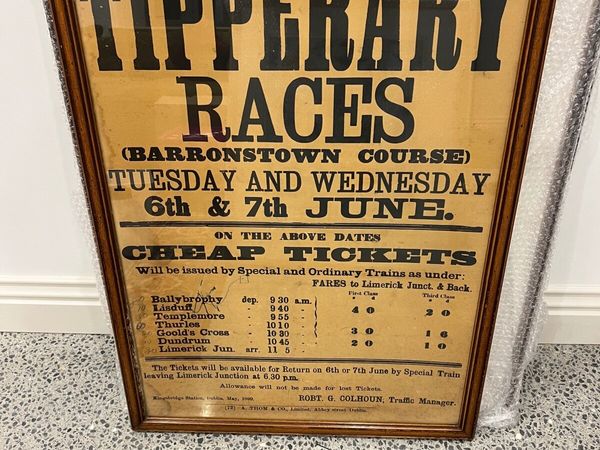 TIPPERARY
RACES
(BARRONSTOWN COURSE)
TUESDAY AND WEDNESDAY
6th & 7th JUNE.
ON THE ABOVE DATES
CHEAP TICKETS
Will be issued by Special and Ordinary Trains as under:
FARES to Limerick Junct. & Back.
First Class Third Class
Ballybrophy dep. 9 30 a.m.
Lisduff " 9 40 4 0 2 0
Templemore " 9 55
Thurles " 10 10
Goold's Cross " 10 30 3 0 1 6
Dundrum " 10 45 2 0 1 0
Limerick Jun. arr. 11 5
The Tickets will be available for Return on 6th or 7th June by Special Train
leaving Limerick Junction at 6.30 p.m.
Allowance will not be made for lost Tickets.
Kingsbridge Station, Dublin, May, 1899. ROBT. G. COLHOUN, Traffic Manager.
(72)—A. THOM & CO., Limited, Abbey-street, Dublin.